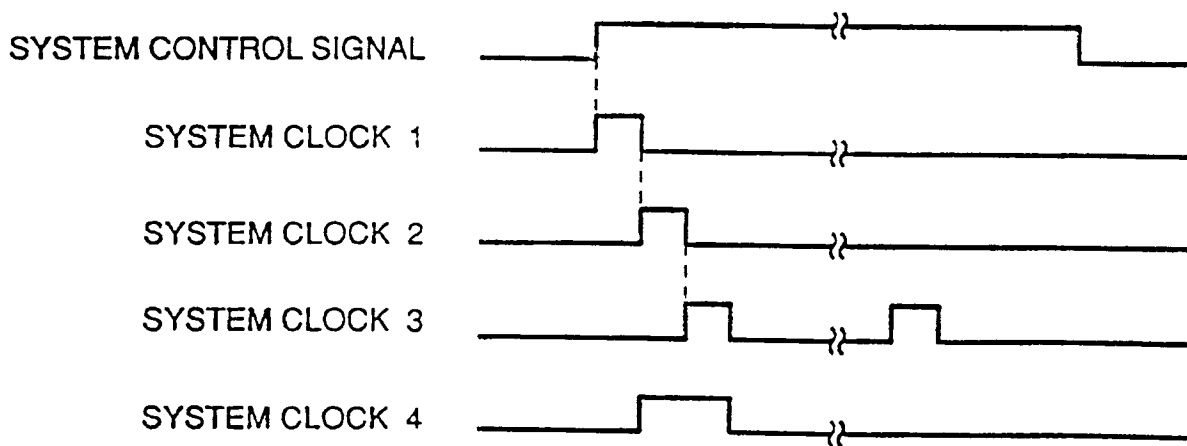 SYSTEM CONTROL SIGNAL
SYSTEM CLOCK 1
SYSTEM CLOCK 2
SYSTEM CLOCK 3
SYSTEM CLOCK 4